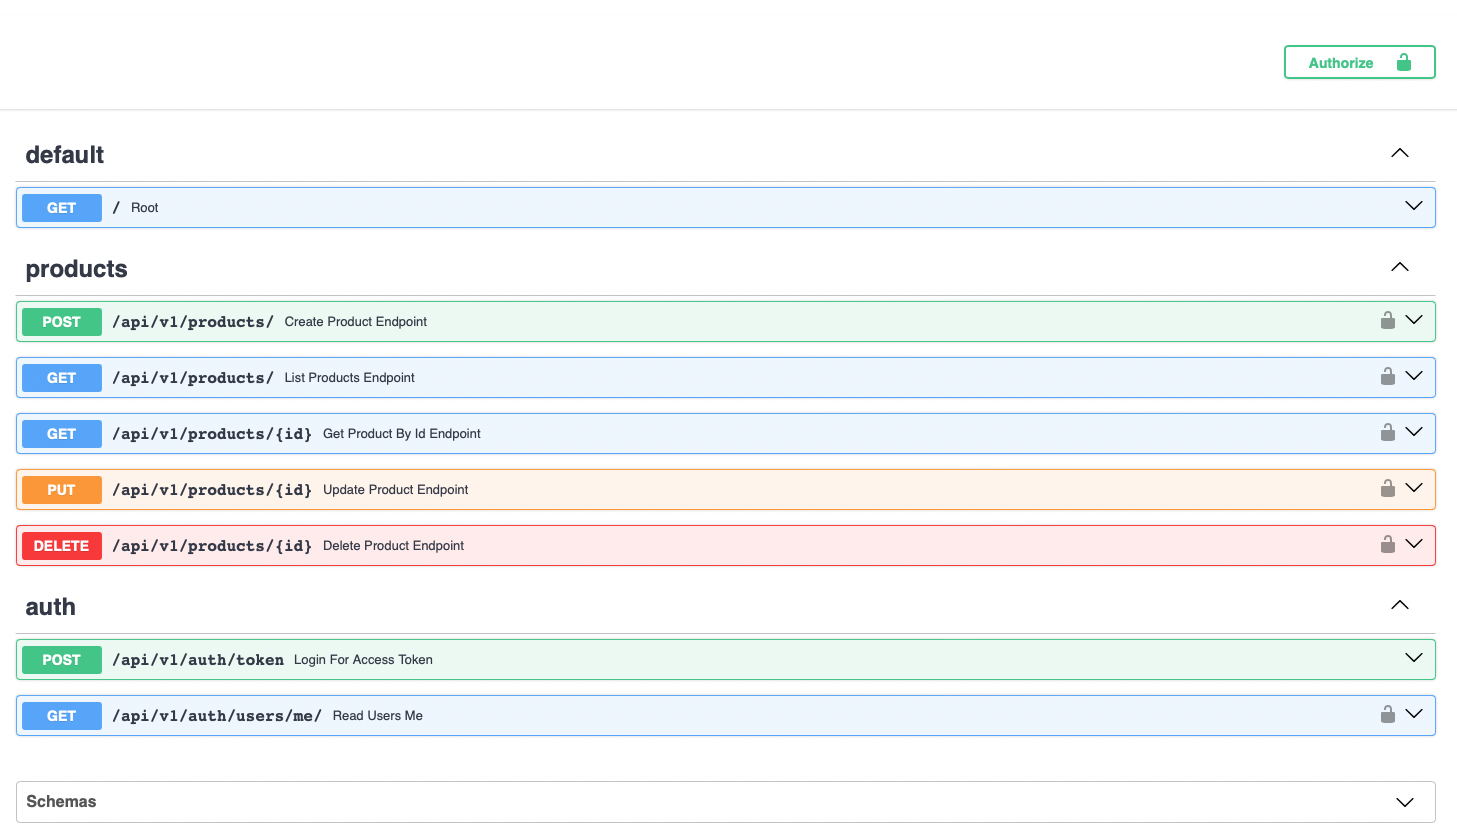 Authorize
default
GET / Root
products
POST /api/v1/products/ Create Product Endpoint
GET /api/v1/products/ List Products Endpoint
GET /api/v1/products/{id} Get Product By Id Endpoint
PUT /api/v1/products/{id} Update Product Endpoint
DELETE /api/v1/products/{id} Delete Product Endpoint
auth
POST /api/v1/auth/token Login For Access Token
GET /api/v1/auth/users/me/ Read Users Me
Schemas